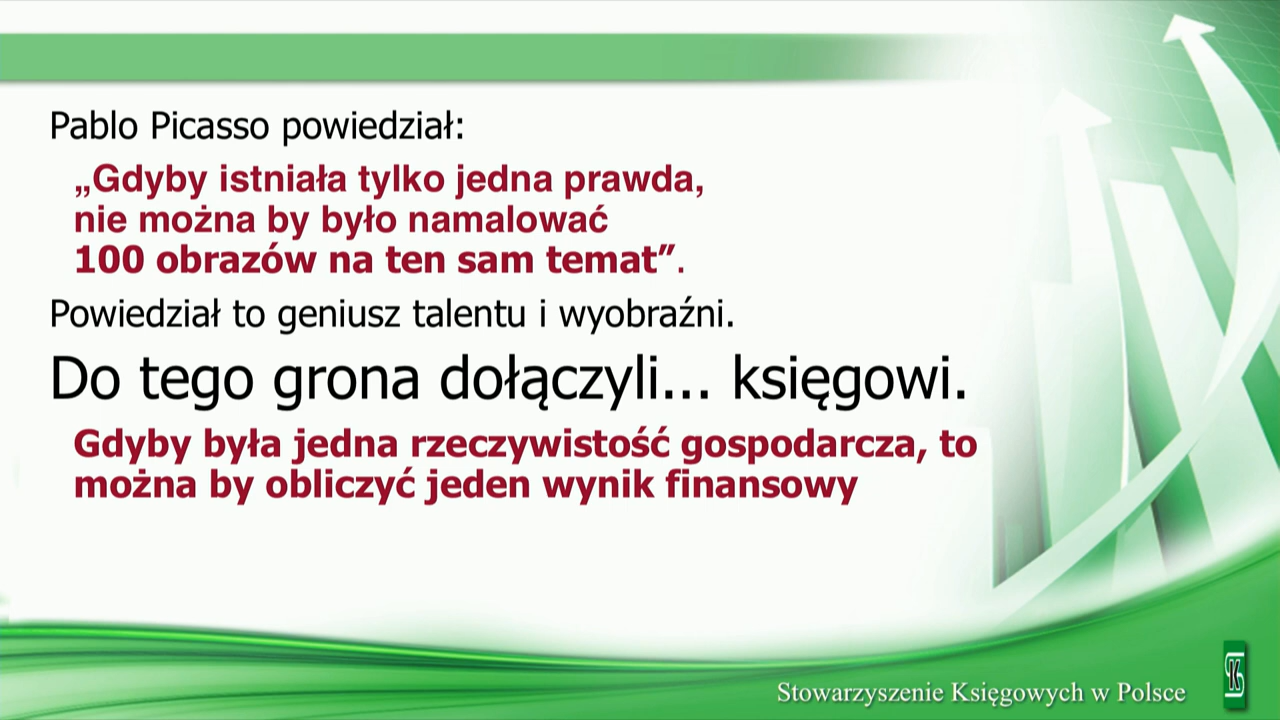 Pablo Picasso powiedział:
„Gdyby istniała tylko jedna prawda,
nie można by było namalować
100 obrazów na ten sam temat”.
Powiedział to geniusz talentu i wyobraźni.
Do tego grona dołączyli... księgowi.
Gdyby była jedna rzeczywistość gospodarcza, to
można by obliczyć jeden wynik finansowy
Stowarzyszenie Księgowych w Polsce